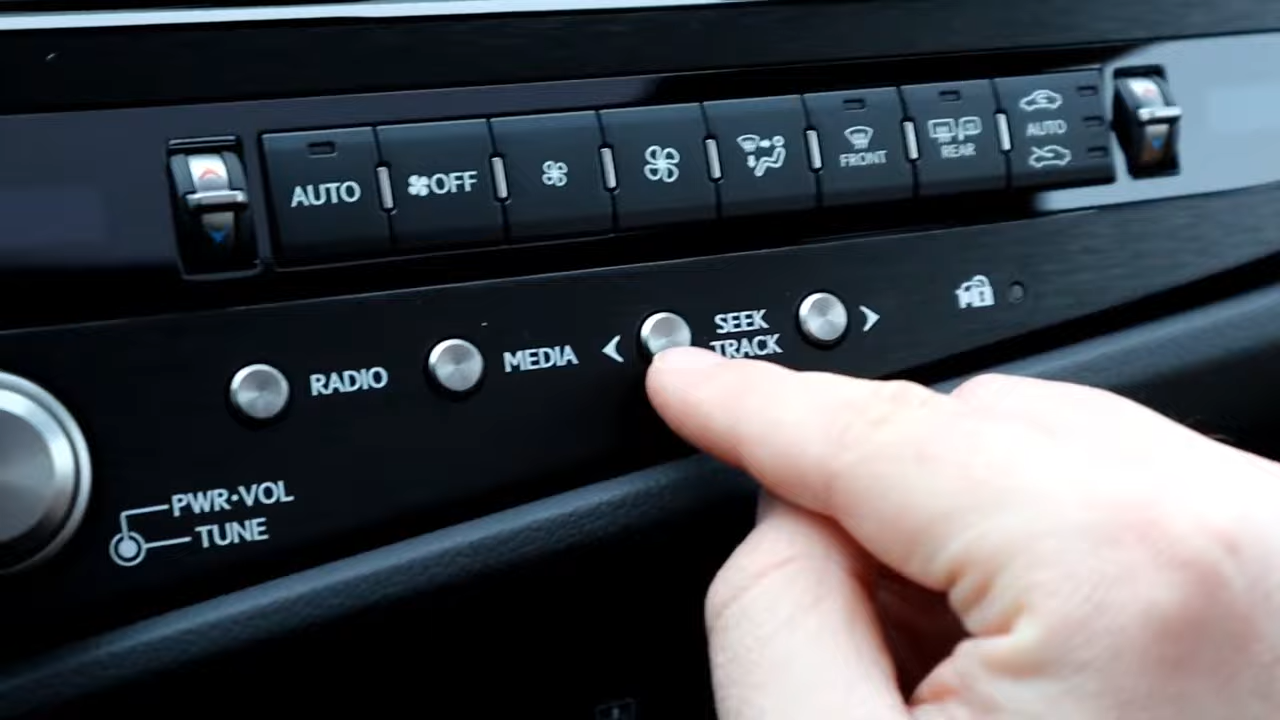 AUTO
OFF
FRONT
REAR
AUTO
RADIO
MEDIA
SEEK
TRACK
PWR•VOL
TUNE